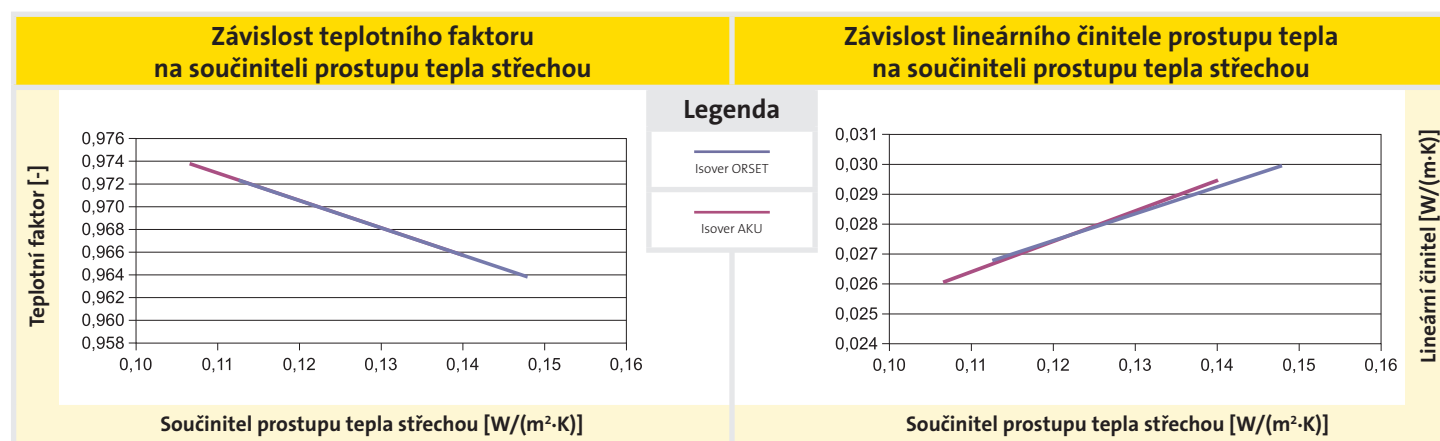 Závislost teplotního faktoru
na součiniteli prostupu tepla střechou
Teplotní faktor [-]
0,976
0,974
0,972
0,970
0,968
0,966
0,964
0,962
0,960
0,958
0,10 0,11 0,12 0,13 0,14 0,15 0,16
Součinitel prostupu tepla střechou [W/(m²·K)]
Legenda
Isover ORSET
Isover AKU
Závislost lineárního činitele prostupu tepla
na součiniteli prostupu tepla střechou
0,031
0,030
0,029
0,028
0,027
0,026
0,025
0,024
0,10 0,11 0,12 0,13 0,14 0,15 0,16
Lineární činitel [W/(m·K)]
Součinitel prostupu tepla střechou [W/(m²·K)]